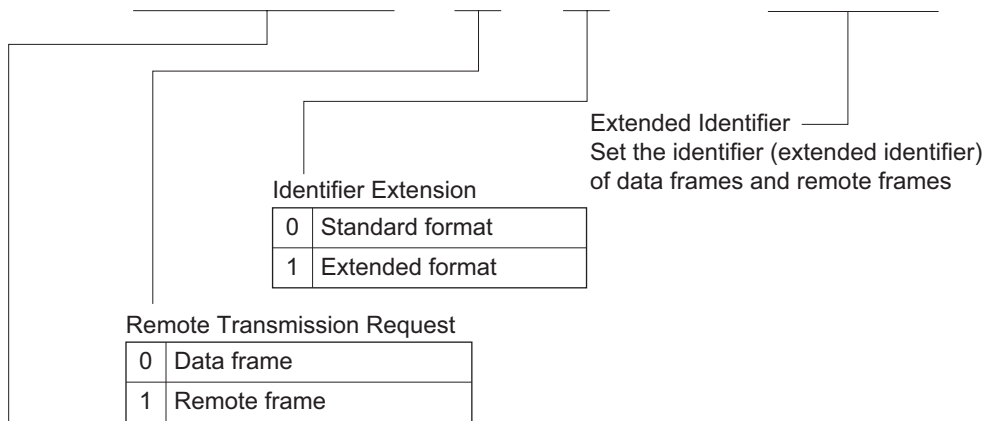 Extended Identifier
Set the identifier (extended identifier)
of data frames and remote frames
Identifier Extension
0 Standard format
1 Extended format
Remote Transmission Request
0 Data frame
1 Remote frame